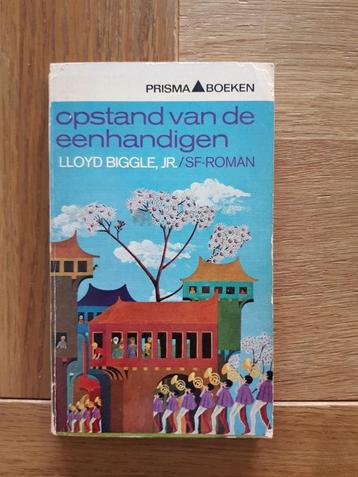 PRISMA▲BOEKEN
opstand van de
eenhandigen
LLOYD BIGGLE, JR./SF-ROMAN